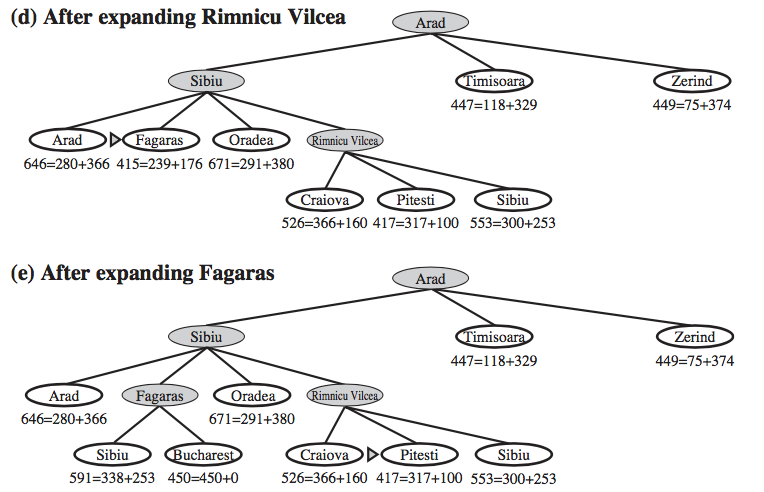 (d) After expanding Rimnicu Vilcea
Arad
Sibiu Timisoara Zerind
447=118+329 449=75+374
Arad Fagaras Oradea Rimnicu Vilcea
646=280+366 415=239+176 671=291+380
Craiova Pitesti Sibiu
526=366+160 417=317+100 553=300+253
(e) After expanding Fagaras
Arad
Sibiu Timisoara Zerind
447=118+329 449=75+374
Arad Fagaras Oradea Rimnicu Vilcea
646=280+366 671=291+380
Sibiu Bucharest Craiova Pitesti Sibiu
591=338+253 450=450+0 526=366+160 417=317+100 553=300+253